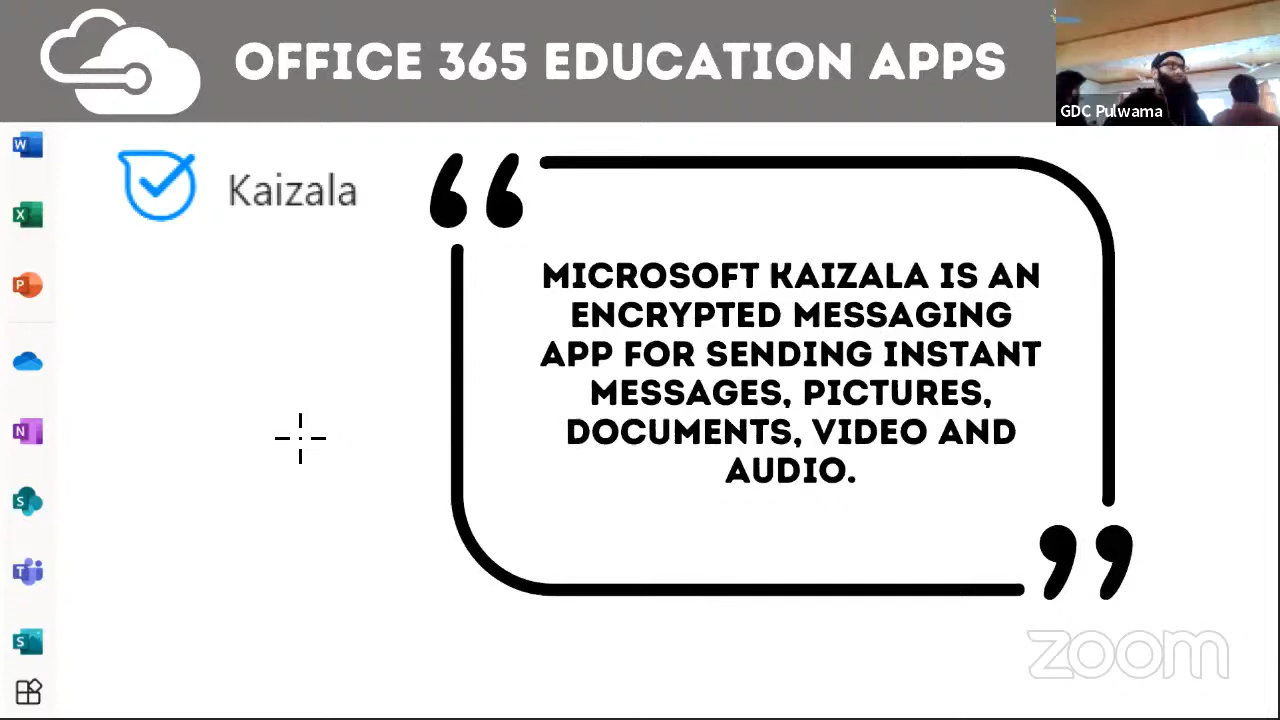 OFFICE 365 EDUCATION APPS
GDC Pulwama
W
X
P
N
S
T
S
Kaizala
MICROSOFT KAIZALA IS AN
ENCRYPTED MESSAGING
APP FOR SENDING INSTANT
MESSAGES, PICTURES,
DOCUMENTS, VIDEO AND
AUDIO.
zoom